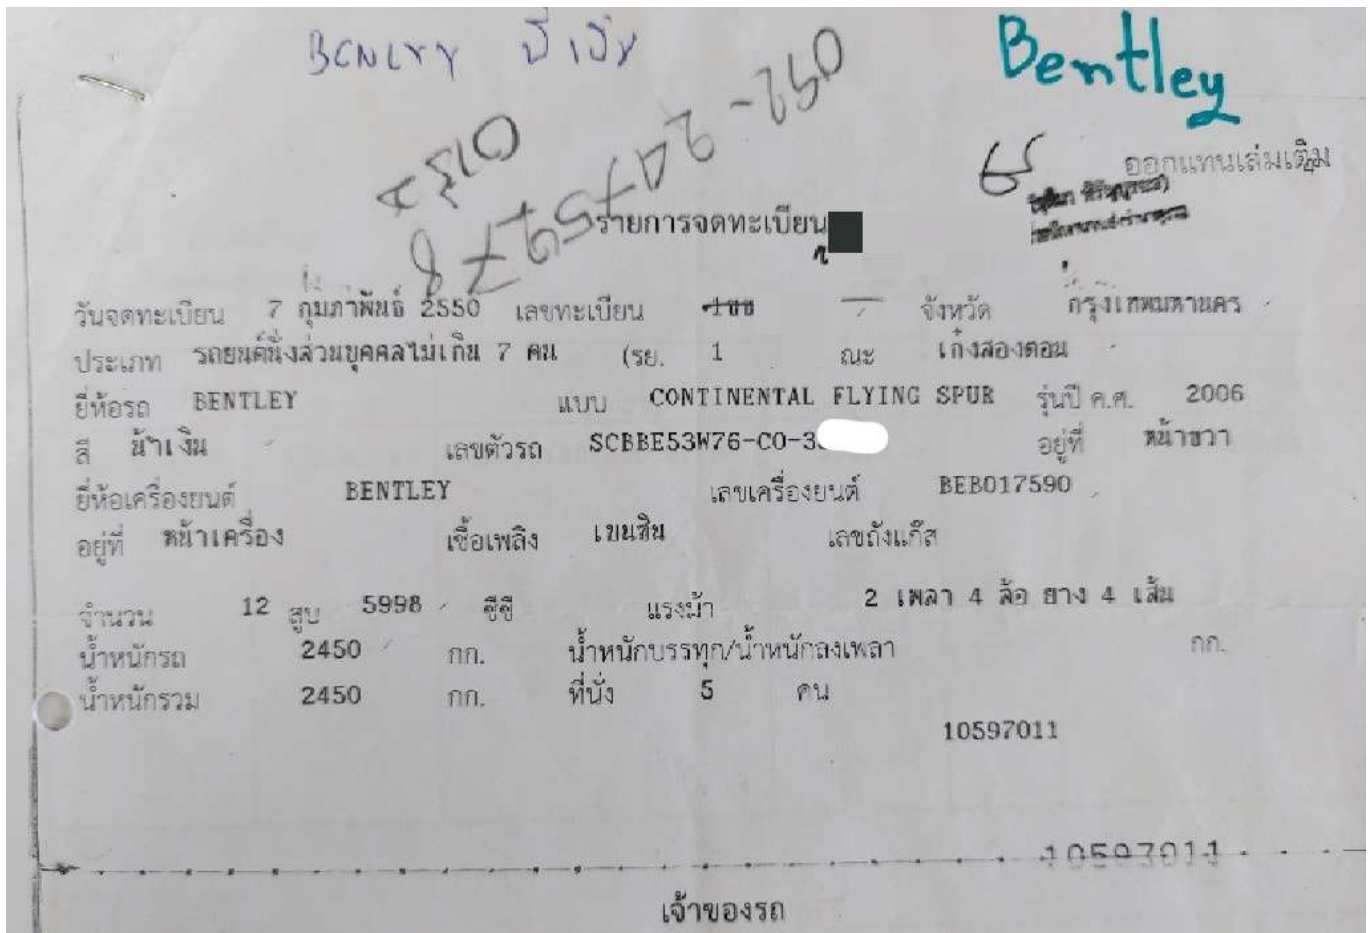 Bentley
ออกแทนเล่มเดิม
รายการจดทะเบียน
วันจดทะเบียน 7 กุมภาพันธ์ 2550 เลขทะเบียน จังหวัด กรุงเทพมหานคร
ประเภท รถยนต์นั่งส่วนบุคคลไม่เกิน 7 คน (รย. 1 ณะ เก๋งสองตอน
ยี่ห้อรถ BENTLEY แบบ CONTINENTAL FLYING SPUR รุ่นปี ค.ศ. 2006
สี น้ำเงิน เลขตัวรถ SCBBE53W76-CO-3 อยู่ที่ หน้าขวา
ยี่ห้อเครื่องยนต์ BENTLEY เลขเครื่องยนต์ BEB017590
อยู่ที่ หน้าเครื่อง เชื้อเพลิง เบนซิน เลขถังแก๊ส
จำนวน 12 สูบ 5998 ซีซี แรงม้า 2 เพลา 4 ล้อ ยาง 4 เส้น
น้ำหนักรถ 2450 กก. น้ำหนักบรรทุก/น้ำหนักลงเพลา กก.
น้ำหนักรวม 2450 กก. ที่นั่ง 5 คน
10597011
10597011
เจ้าของรถ